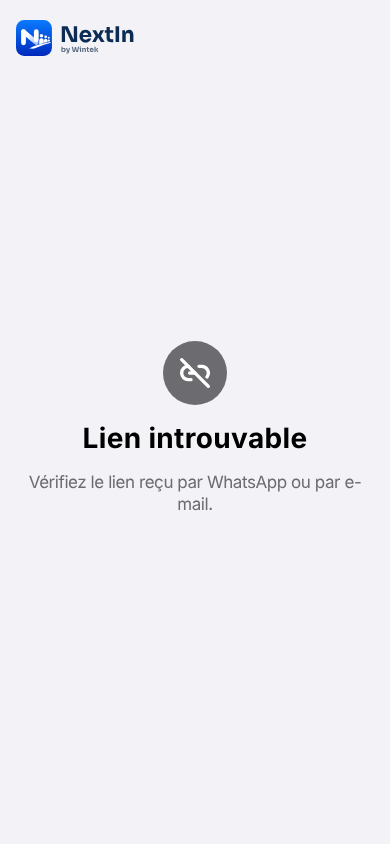 NextIn
by Wintek
Lien introuvable
Vérifiez le lien reçu par WhatsApp ou par e-
mail.